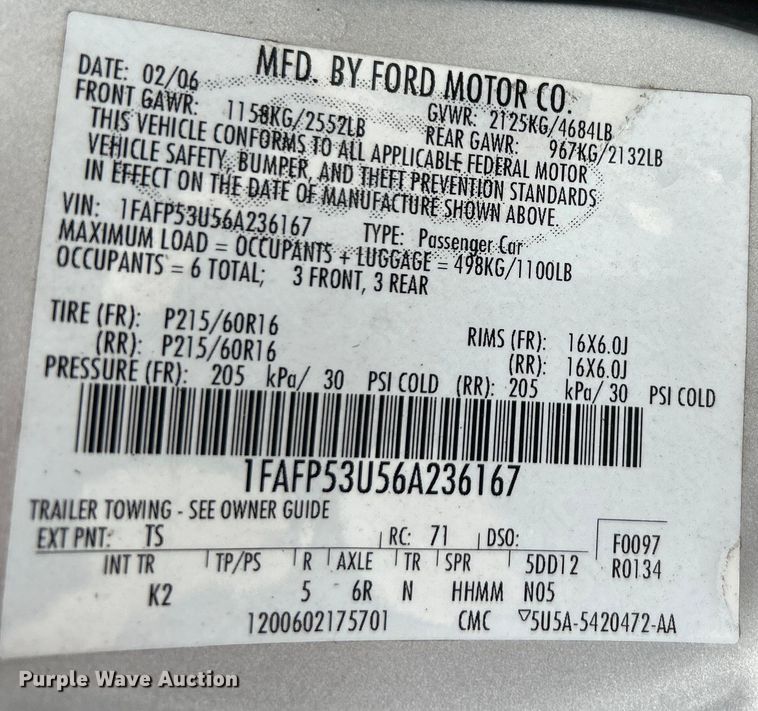 MFD. BY FORD MOTOR CO.
DATE: 02/06
GVWR: 2125KG/4684LB
FRONT GAWR: 1158KG/2552LB
REAR GAWR: 967KG/2132LB
THIS VEHICLE CONFORMS TO ALL APPLICABLE FEDERAL MOTOR
VEHICLE SAFETY, BUMPER, AND THEFT PREVENTION STANDARDS
IN EFFECT ON THE DATE OF MANUFACTURE SHOWN ABOVE.
VIN: 1FAFP53U56A236167
TYPE: Passenger Car
MAXIMUM LOAD = OCCUPANTS + LUGGAGE = 498KG/1100LB
OCCUPANTS = 6 TOTAL; 3 FRONT, 3 REAR
TIRE (FR): P215/60R16 RIMS (FR): 16X6.0J
(RR): P215/60R16 (RR): 16X6.0J
PRESSURE (FR): 205 kPa/ 30 PSI COLD (RR): 205 kPa/ 30 PSI COLD
1FAFP53U56A236167
TRAILER TOWING - SEE OWNER GUIDE
EXT PNT: TS RC: 71 DSO: F0097
INT TR TP/PS R AXLE TR SPR 5DD12 R0134
K2 5 6R N HHMM N05
1200602175701 CMC ▽5U5A-5420472-AA
Purple Wave Auction